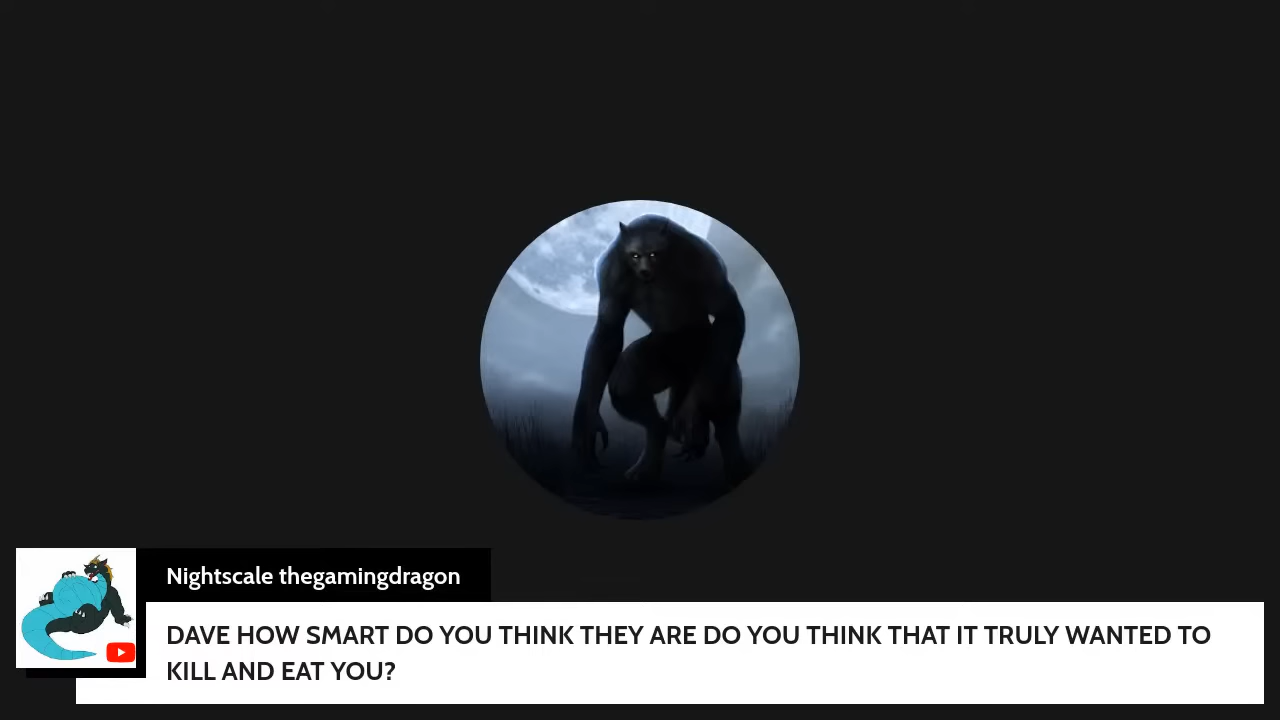 Nightscale thegamingdragon
DAVE HOW SMART DO YOU THINK THEY ARE DO YOU THINK THAT IT TRULY WANTED TO
KILL AND EAT YOU?